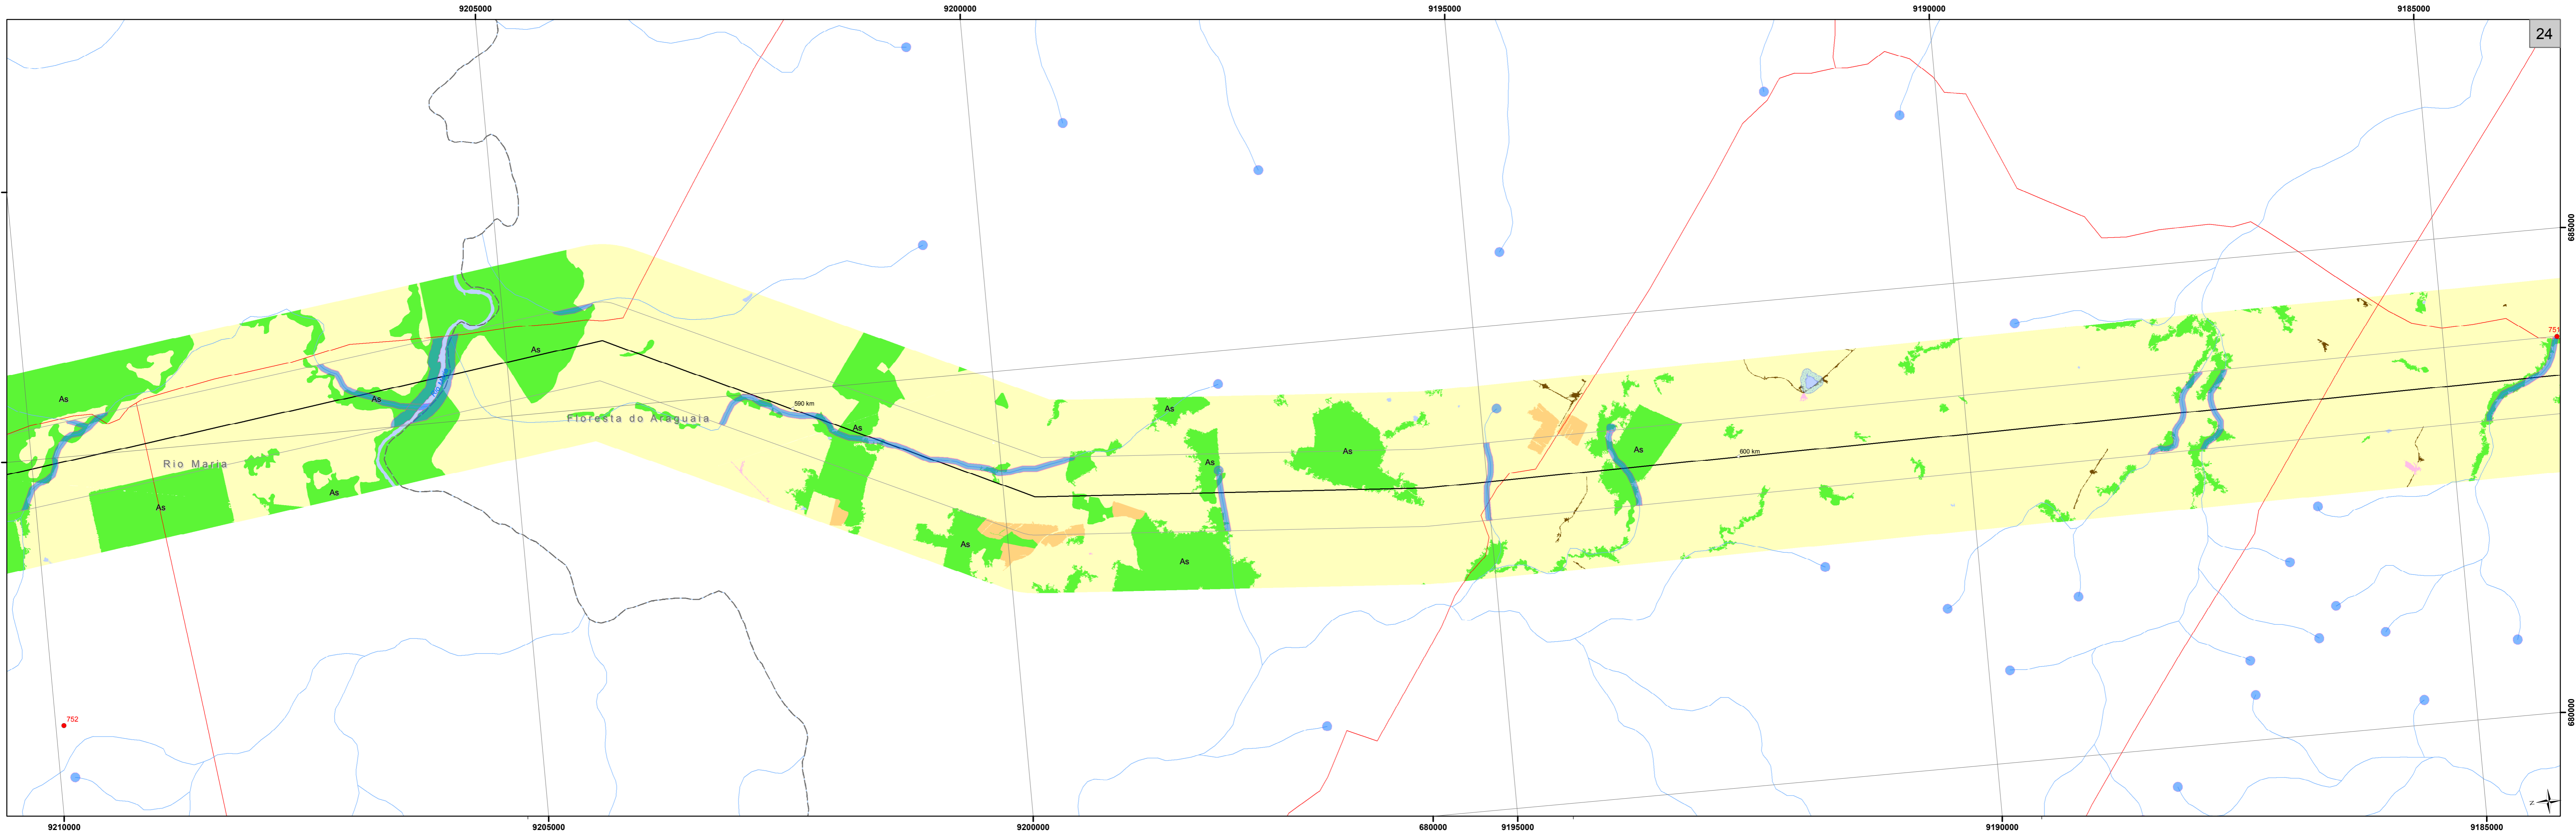 9205000
9200000
9195000
9190000
9185000
24
685000
751
As
As
590 km
As
As
As
Floresta do Araguaia
As
As
As
As
600 km
Rio Maria
As
As
As
As
752
680000
9210000
9205000
9200000
680000
9195000
9190000
9185000
Z